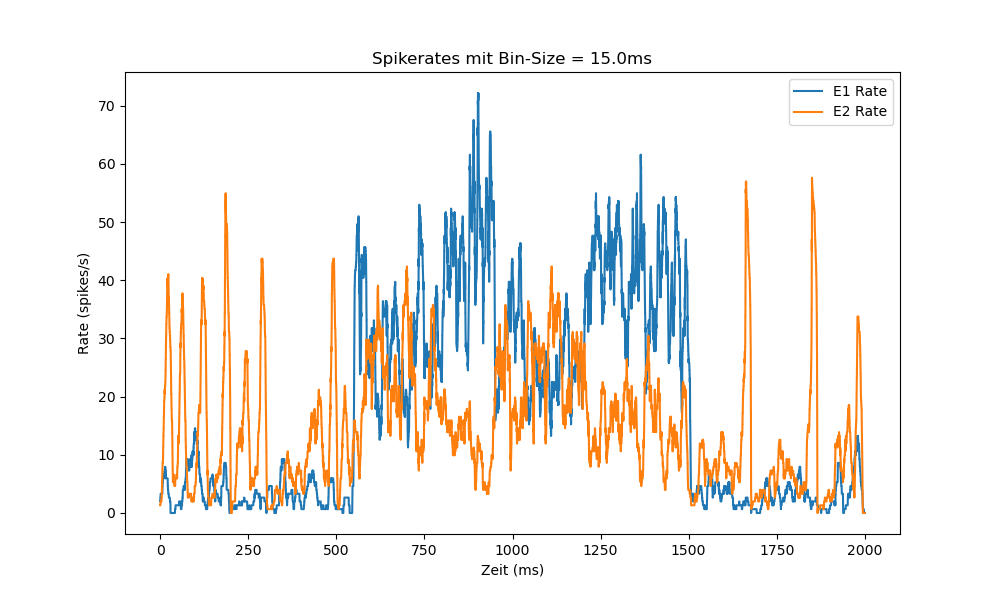 Spikerates mit Bin-Size = 15.0ms
E1 Rate
E2 Rate
70
60
50
40
30
20
10
0
Rate (spikes/s)
0 250 500 750 1000 1250 1500 1750 2000
Zeit (ms)